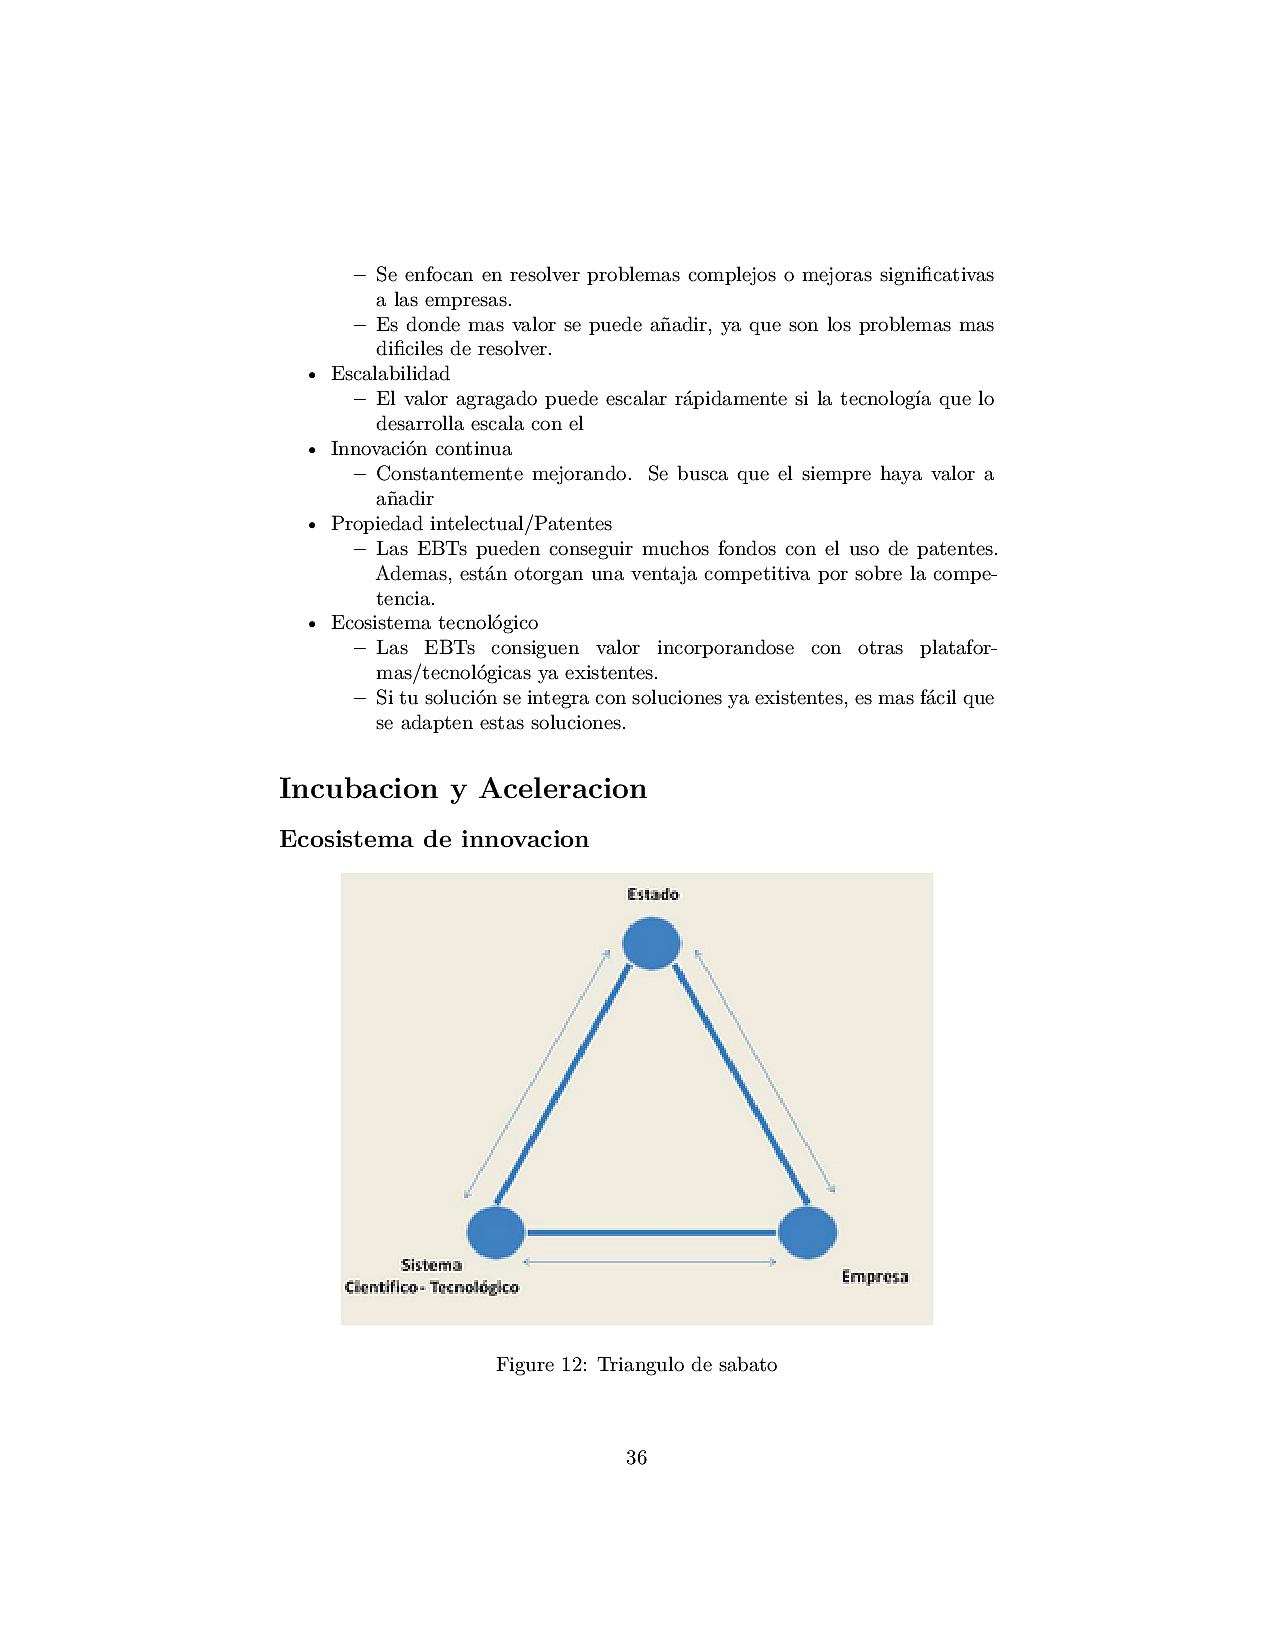 – Se enfocan en resolver problemas complejos o mejoras significativas
a las empresas.
– Es donde mas valor se puede añadir, ya que son los problemas mas
dificiles de resolver.
• Escalabilidad
– El valor agragado puede escalar rápidamente si la tecnología que lo
desarrolla escala con el
• Innovación continua
– Constantemente mejorando. Se busca que el siempre haya valor a
añadir
• Propiedad intelectual/Patentes
– Las EBTs pueden conseguir muchos fondos con el uso de patentes.
Ademas, están otorgan una ventaja competitiva por sobre la compe-
tencia.
• Ecosistema tecnológico
– Las EBTs consiguen valor incorporandose con otras platafor-
mas/tecnológicas ya existentes.
– Si tu solución se integra con soluciones ya existentes, es mas fácil que
se adapten estas soluciones.
Incubacion y Aceleracion
Ecosistema de innovacion
Estado
Sistema
Científico - Tecnológico
Empresa
Figure 12: Triangulo de sabato
36